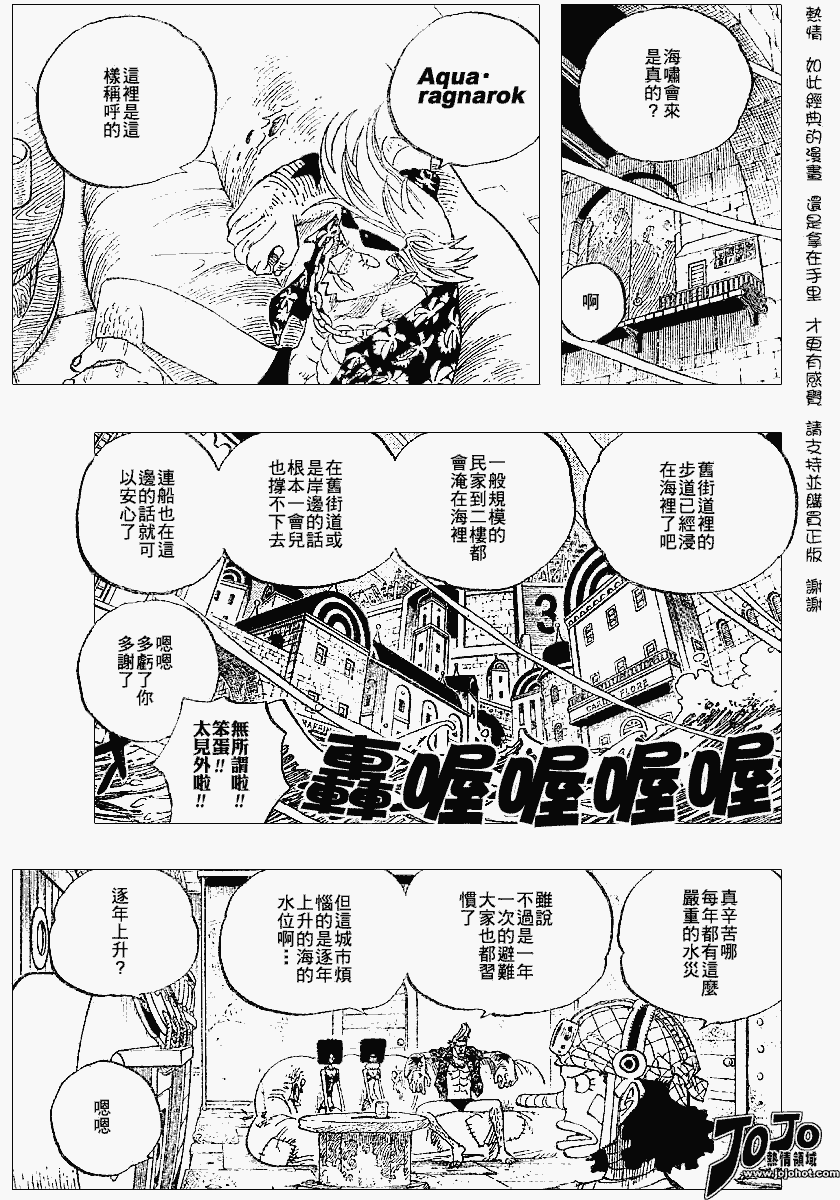 海嘯會來
是真的？
啊
Aqua·
ragnarok
這裡是這
樣稱呼的
舊街道裡的
步道已經浸
在海裡了吧
一般規模的
民家到二樓都
會淹在海裡
在舊街道或
是岸邊的話
根本一會兒
也撐不下去
連船也在這
邊的話就可
以安心了
嗯嗯
多虧了你
多謝了
無所謂啦!!
笨蛋!!
太見外啦!!
3
轟喔喔喔喔
真辛苦哪
每年都有這麼
嚴重的水災
雖說
不過是一年
一次的避難
大家也都習
慣了
但這城市煩
惱的是逐年
上升的海的
水位啊…
逐年上升？
嗯嗯
熱情 如此經典的漫畫 還是拿在手里 才更有感覺 請支持並購買正版 謝謝
JOJO
熱情領域
www.jojohot.com